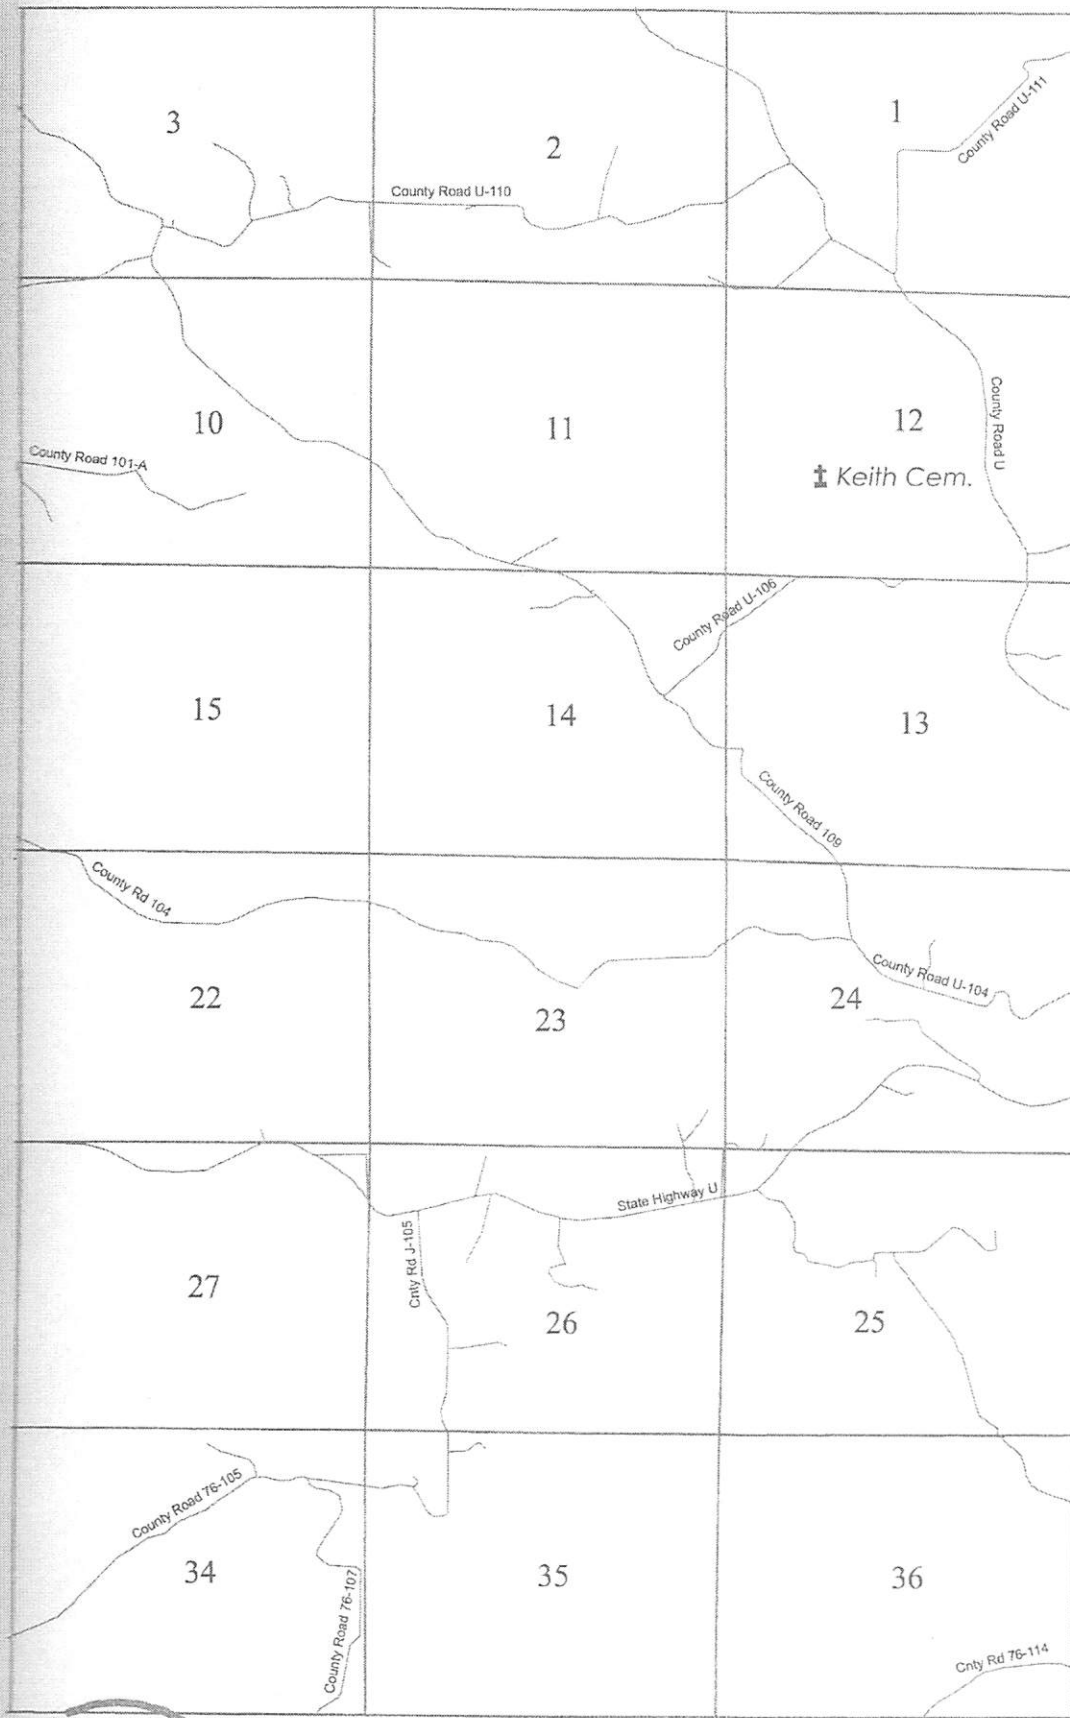 3
2
1
County Road U-111
County Road U-110
10
11
12
County Road U
County Road 101-A
Keith Cem.
County Road U-106
15
14
13
County Road 109
County Rd 104
22
23
24
County Road U-104
State Highway U
Cnty Rd J-105
27
26
25
County Road 76-105
34
35
36
County Road 76-107
Cnty Rd 76-114